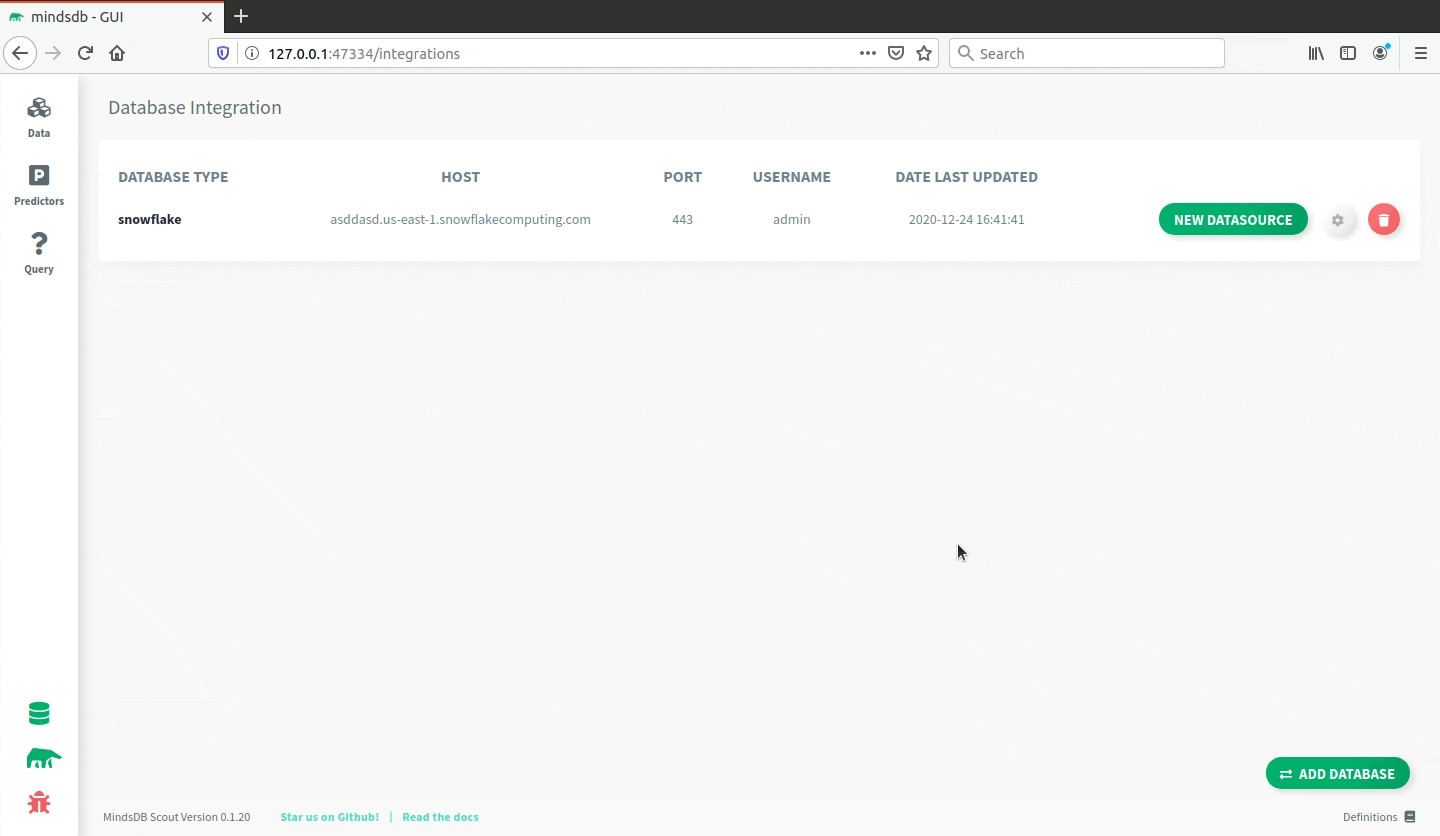 mindsdb - GUI
127.0.0.1:47334/integrations
Search
Database Integration
DATABASE TYPE HOST PORT USERNAME DATE LAST UPDATED
snowflake asddasd.us-east-1.snowflakecomputing.com 443 admin 2020-12-24 16:41:41 NEW DATASOURCE
Data
P
Predictors
?
Query
ADD DATABASE
MindsDB Scout Version 0.1.20 Star us on Github! | Read the docs Definitions